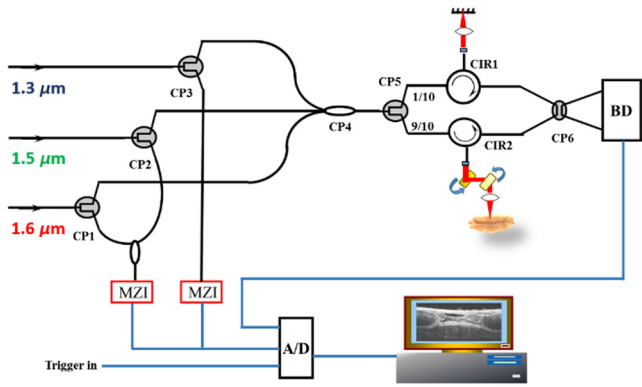 CIR1
1.3 µm
CP3
CP5
1/10
BD
CP4
CP6
1.5 µm
CP2
9/10
CIR2
1.6 µm
CP1
MZI
MZI
A/D
Trigger in